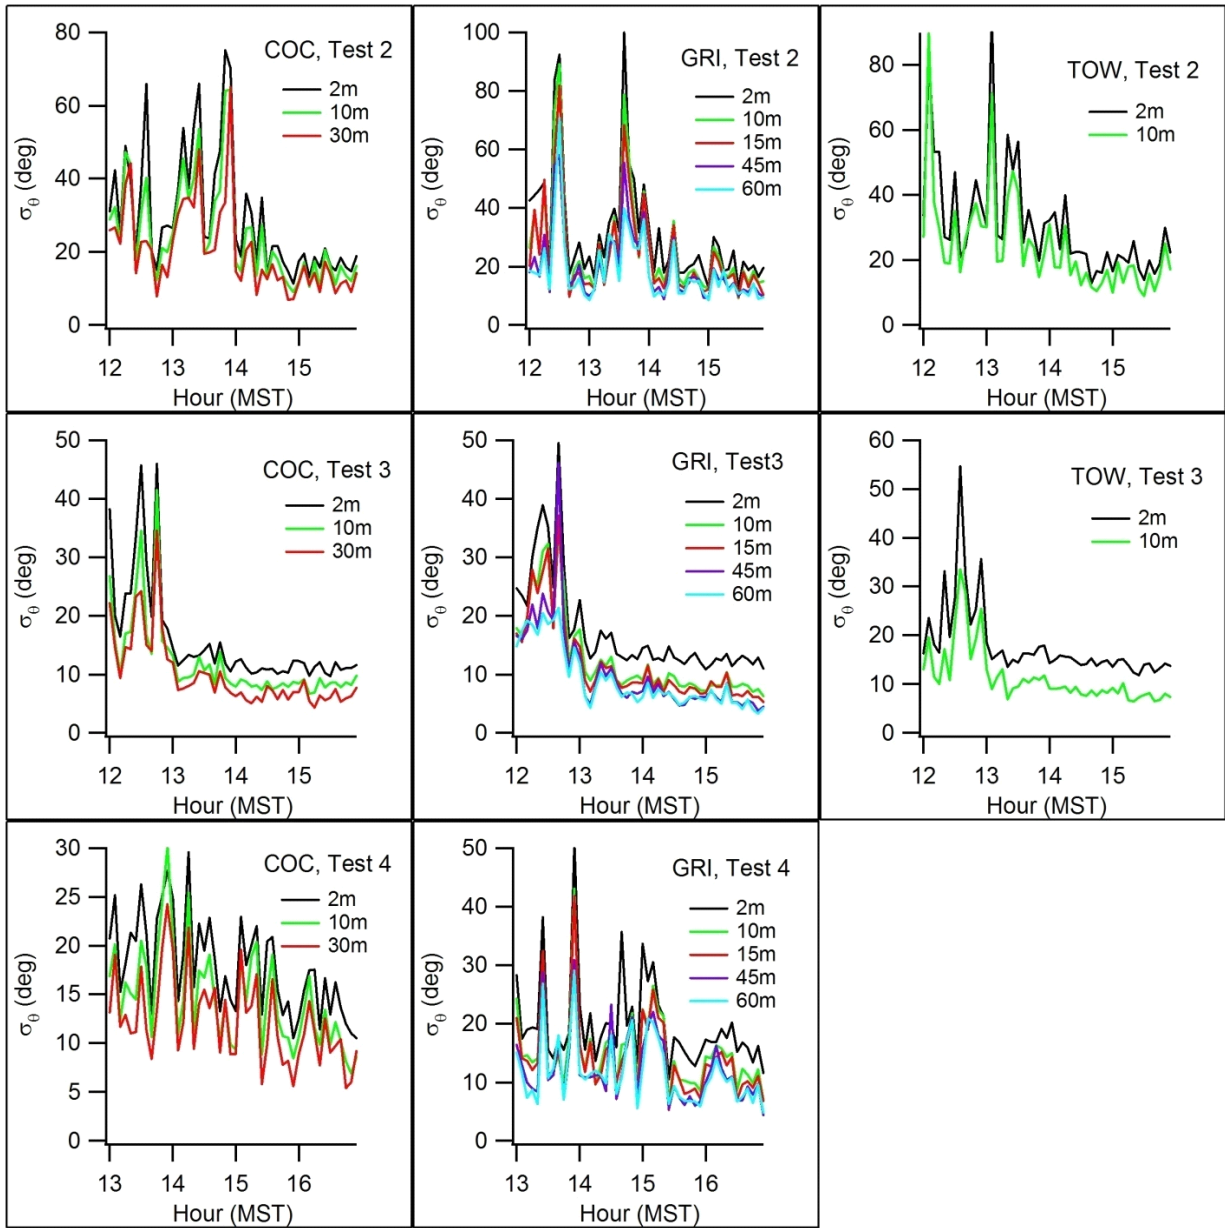 COC, Test 2
2m
10m
30m
80
60
40
20
0
σθ (deg)
12 13 14 15
Hour (MST)
GRI, Test 2
2m
10m
15m
45m
60m
100
80
60
40
20
0
σθ (deg)
12 13 14 15
Hour (MST)
TOW, Test 2
2m
10m
80
60
40
20
0
σθ (deg)
12 13 14 15
Hour (MST)
COC, Test 3
2m
10m
30m
50
40
30
20
10
0
σθ (deg)
12 13 14 15
Hour (MST)
GRI, Test3
2m
10m
15m
45m
60m
50
40
30
20
10
0
σθ (deg)
12 13 14 15
Hour (MST)
TOW, Test 3
2m
10m
60
50
40
30
20
10
0
σθ (deg)
12 13 14 15
Hour (MST)
COC, Test 4
2m
10m
30m
30
25
20
15
10
5
0
σθ (deg)
13 14 15 16
Hour (MST)
GRI, Test 4
2m
10m
15m
45m
60m
50
40
30
20
10
0
σθ (deg)
13 14 15 16
Hour (MST)